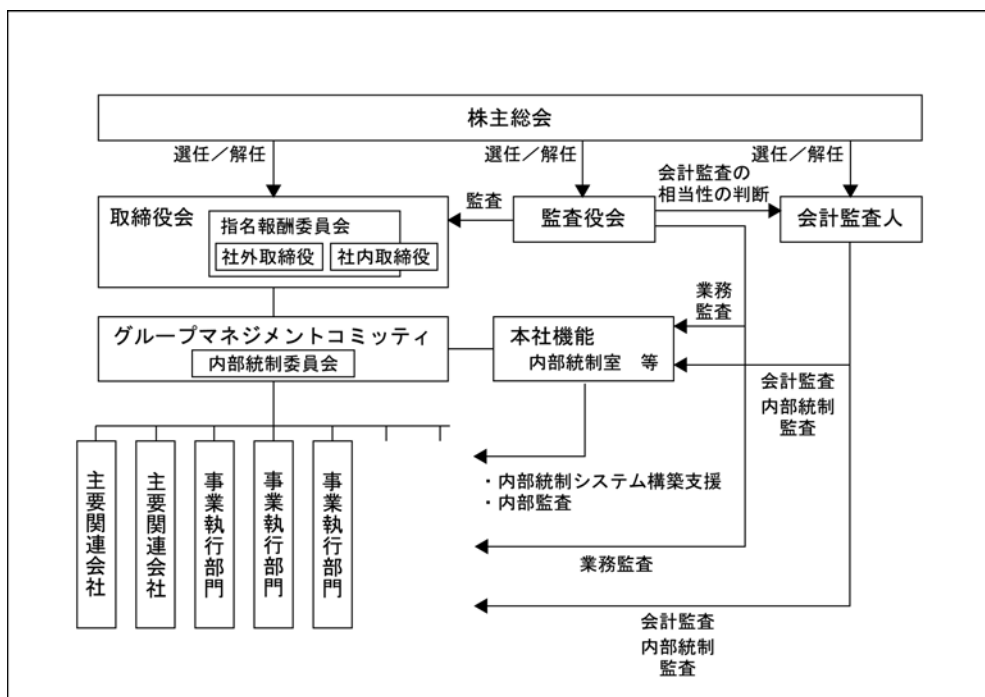 株主総会
選任／解任
選任／解任
選任／解任
会計監査の
相当性の判断
取締役会
監査
監査役会
会計監査人
指名報酬委員会
社外取締役
社内取締役
業務
監査
グループマネジメントコミッティ
内部統制委員会
本社機能
内部統制室　等
会計監査
内部統制
監査
主要関連会社
主要関連会社
事業執行部門
事業執行部門
事業執行部門
・内部統制システム構築支援
・内部監査
業務監査
会計監査
内部統制
監査